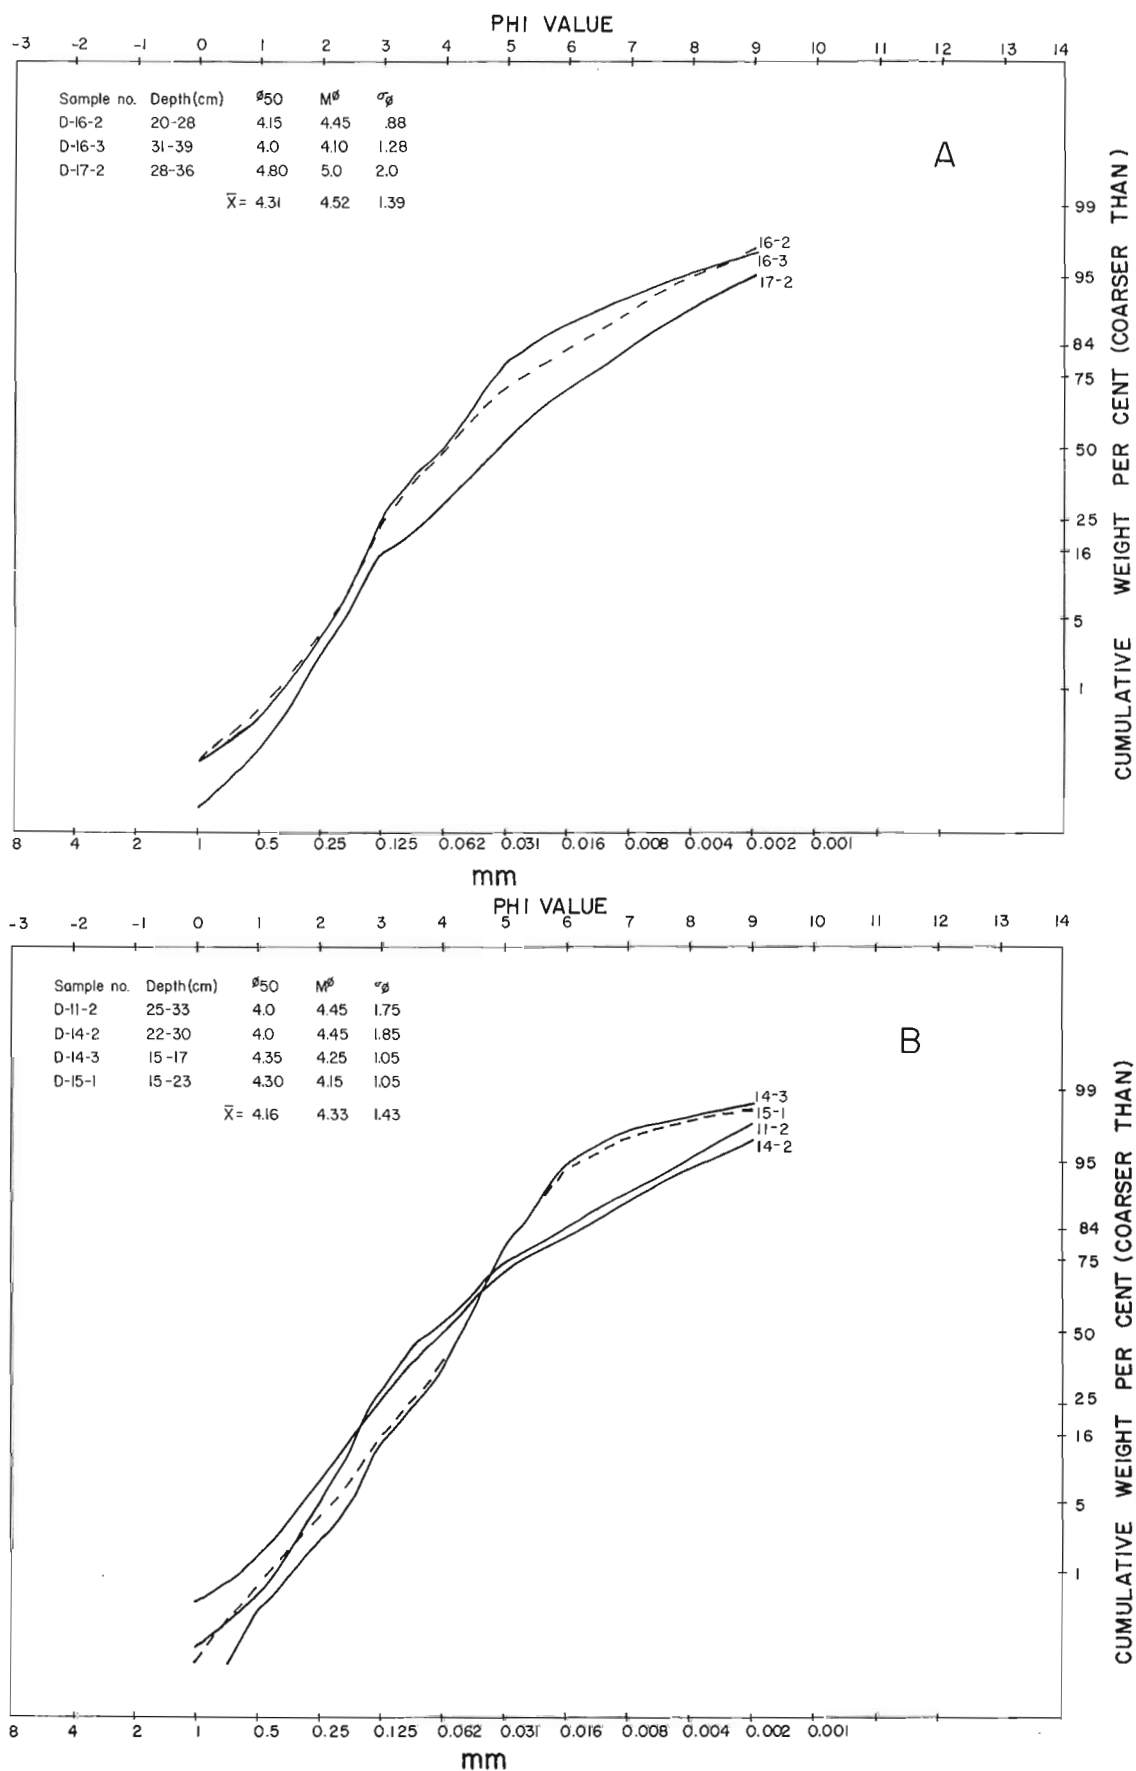 PHI VALUE
-3 -2 -1 0 1 2 3 4 5 6 7 8 9 10 11 12 13 14
Sample no. Depth(cm) ø50 Mø σø
D-16-2 20-28 4.15 4.45 .88
D-16-3 31-39 4.0 4.10 1.28
D-17-2 28-36 4.80 5.0 2.0
X̅= 4.31 4.52 1.39
A
16-2
16-3
17-2
99
95
84
75
50
25
16
5
1
CUMULATIVE WEIGHT PER CENT (COARSER THAN)
8 4 2 1 0.5 0.25 0.125 0.062 0.031 0.016 0.008 0.004 0.002 0.001
mm
PHI VALUE
-3 -2 -1 0 1 2 3 4 5 6 7 8 9 10 11 12 13 14
Sample no. Depth(cm) ø50 Mø σø
D-11-2 25-33 4.0 4.45 1.75
D-14-2 22-30 4.0 4.45 1.85
D-14-3 15-17 4.35 4.25 1.05
D-15-1 15-23 4.30 4.15 1.05
X̅= 4.16 4.33 1.43
B
14-3
15-1
11-2
14-2
99
95
84
75
50
25
16
5
1
CUMULATIVE WEIGHT PER CENT (COARSER THAN)
8 4 2 1 0.5 0.25 0.125 0.062 0.031 0.016 0.008 0.004 0.002 0.001
mm